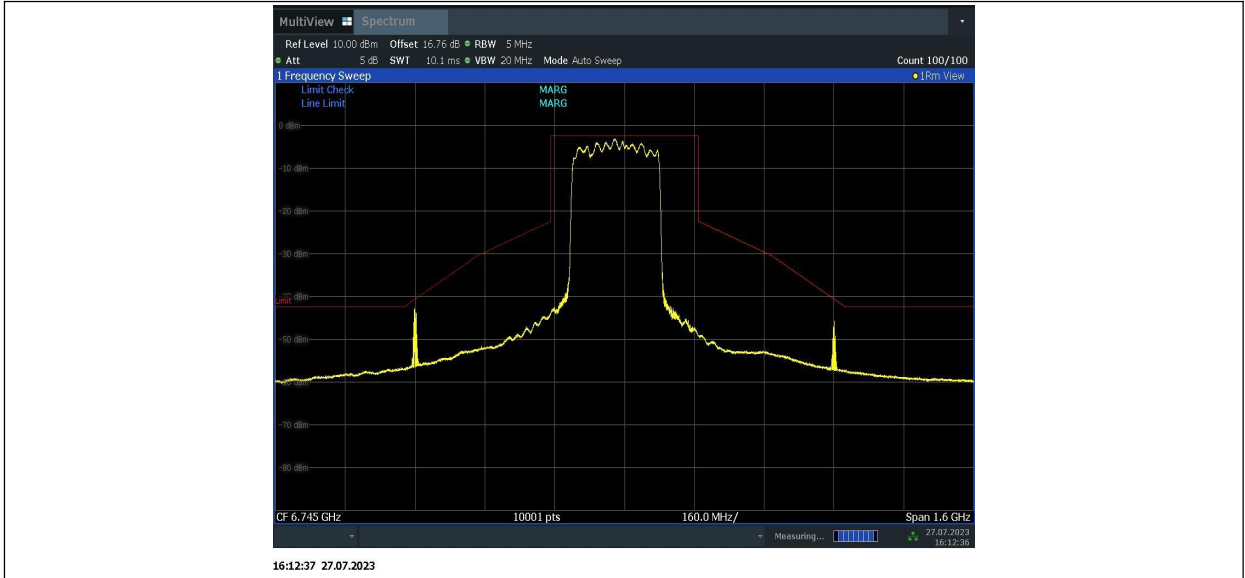 MultiView Spectrum
Ref Level 10.00 dBm Offset 16.76 dB RBW 5 MHz
Att 5 dB SWT 10.1 ms VBW 20 MHz Mode Auto Sweep Count 100/100
1 Frequency Sweep 1Rm View
Limit Check MARG
Line Limit MARG
0 dBm
-10 dBm
-20 dBm
-30 dBm
Limit
-50 dBm
-70 dBm
-80 dBm
CF 6.745 GHz 10001 pts 160.0 MHz/ Span 1.6 GHz
Measuring... 27.07.2023
16:12:36
16:12:37 27.07.2023